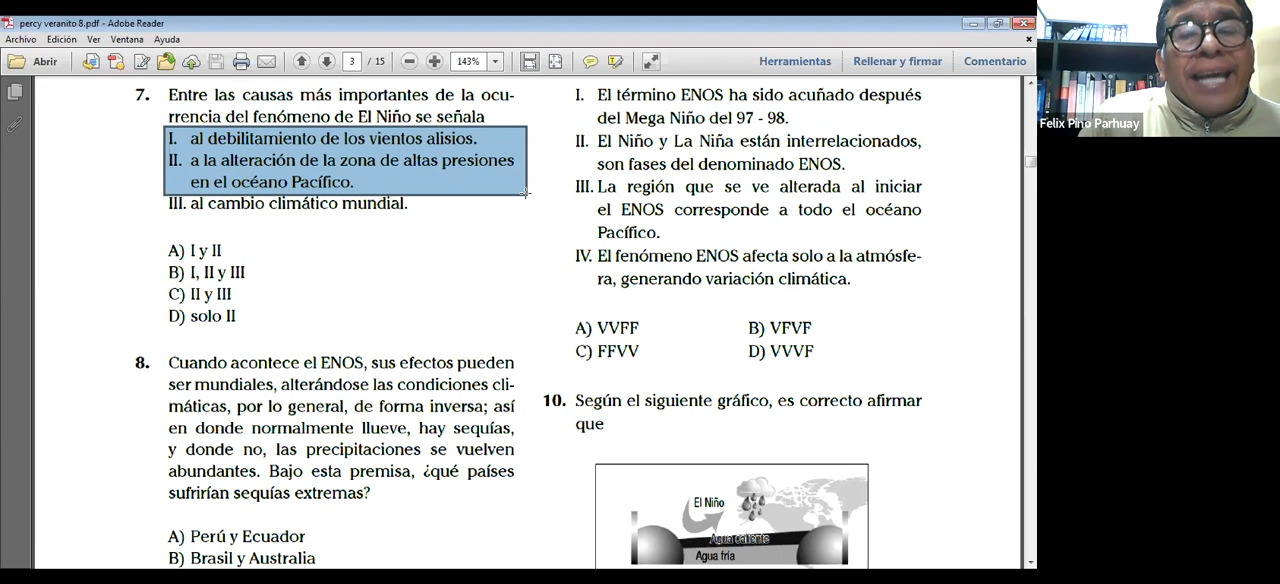 percy veranito 8.pdf - Adobe Reader
Archivo Edición Ver Ventana Ayuda
Abrir
3 / 15
143%
Herramientas Rellenar y firmar Comentario
7. Entre las causas más importantes de la ocu-
rrencia del fenómeno de El Niño se señala
I. al debilitamiento de los vientos alisios.
II. a la alteración de la zona de altas presiones
en el océano Pacífico.
III. al cambio climático mundial.
A) I y II
B) I, II y III
C) II y III
D) solo II
8. Cuando acontece el ENOS, sus efectos pueden
ser mundiales, alterándose las condiciones cli-
máticas, por lo general, de forma inversa; así
en donde normalmente llueve, hay sequías,
y donde no, las precipitaciones se vuelven
abundantes. Bajo esta premisa, ¿qué países
sufrirían sequías extremas?
A) Perú y Ecuador
B) Brasil y Australia
I. El término ENOS ha sido acuñado después
del Mega Niño del 97 - 98.
II. El Niño y La Niña están interrelacionados,
son fases del denominado ENOS.
III. La región que se ve alterada al iniciar
el ENOS corresponde a todo el océano
Pacífico.
IV. El fenómeno ENOS afecta solo a la atmósfe-
ra, generando variación climática.
A) VVFF B) VFVF
C) FFVV D) VVVF
10. Según el siguiente gráfico, es correcto afirmar
que
El Niño
Agua caliente
Agua fría
Felix Pino Parhuay